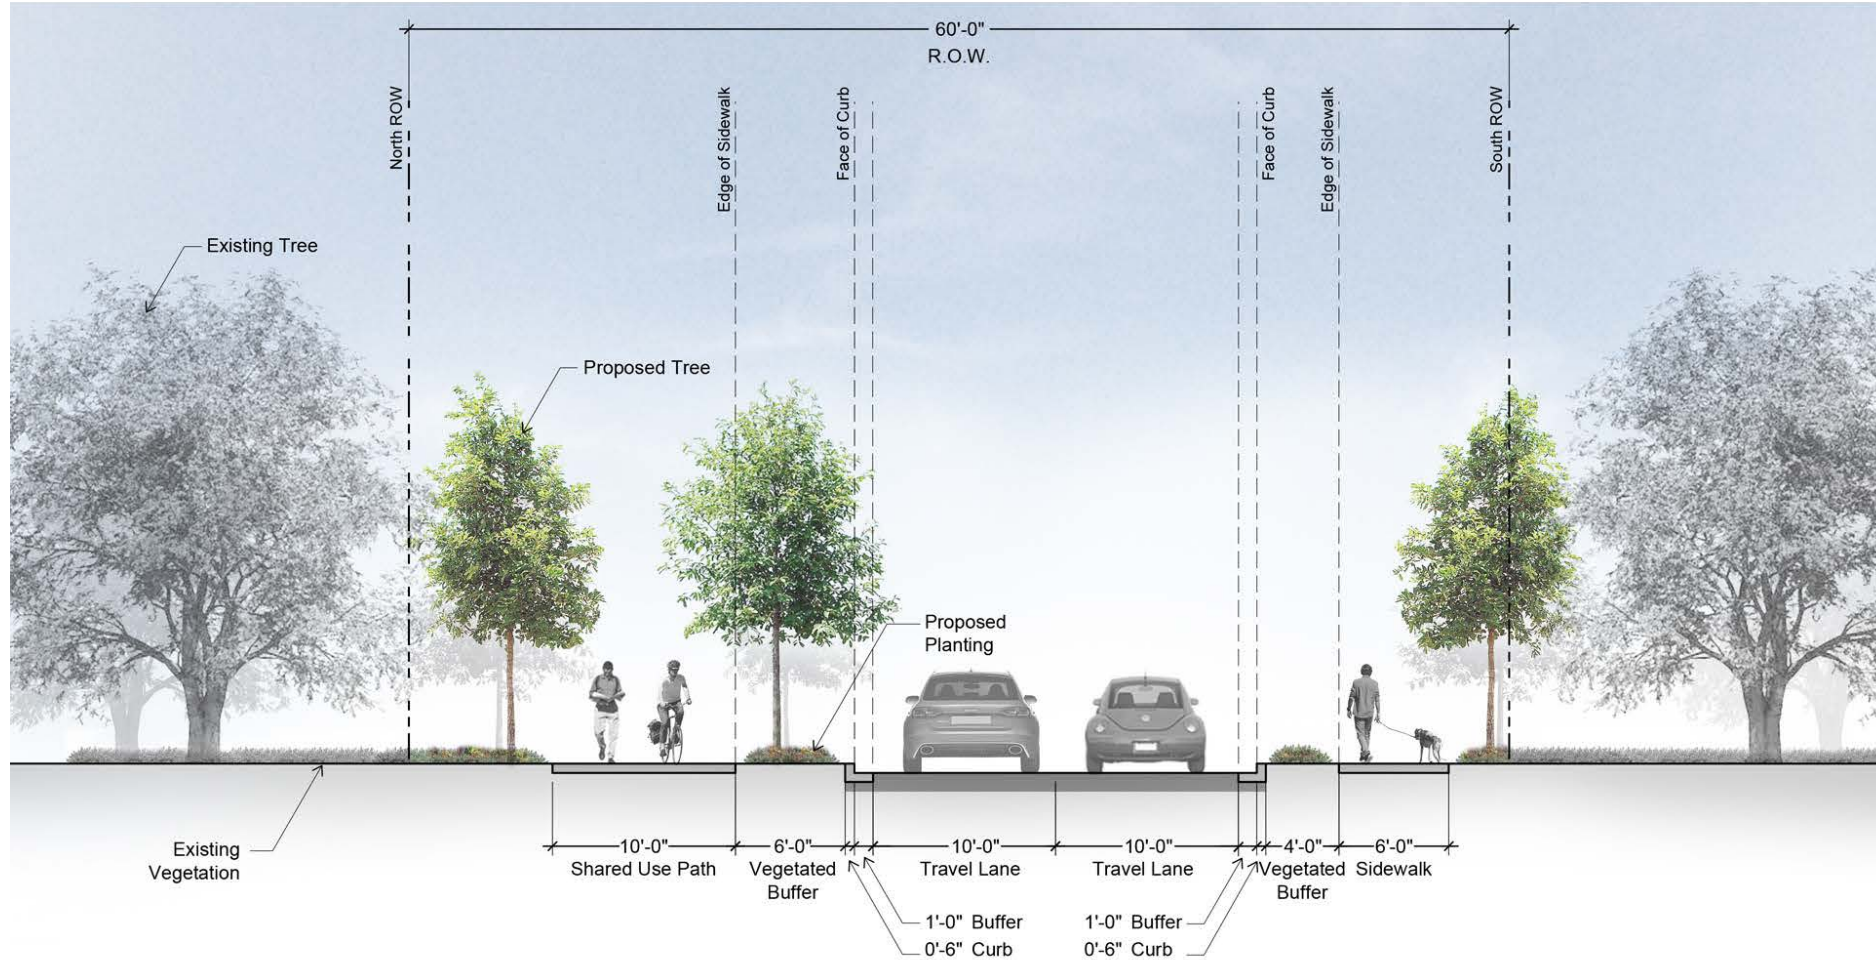 60'-0"
R.O.W.
North ROW
Edge of Sidewalk
Face of Curb
Face of Curb
Edge of Sidewalk
South ROW
Existing Tree
Proposed Tree
Proposed
Planting
Existing
Vegetation
10'-0"
Shared Use Path
6'-0"
Vegetated
Buffer
10'-0"
Travel Lane
10'-0"
Travel Lane
4'-0"
Vegetated
Buffer
6'-0"
Sidewalk
1'-0" Buffer
0'-6" Curb
1'-0" Buffer
0'-6" Curb